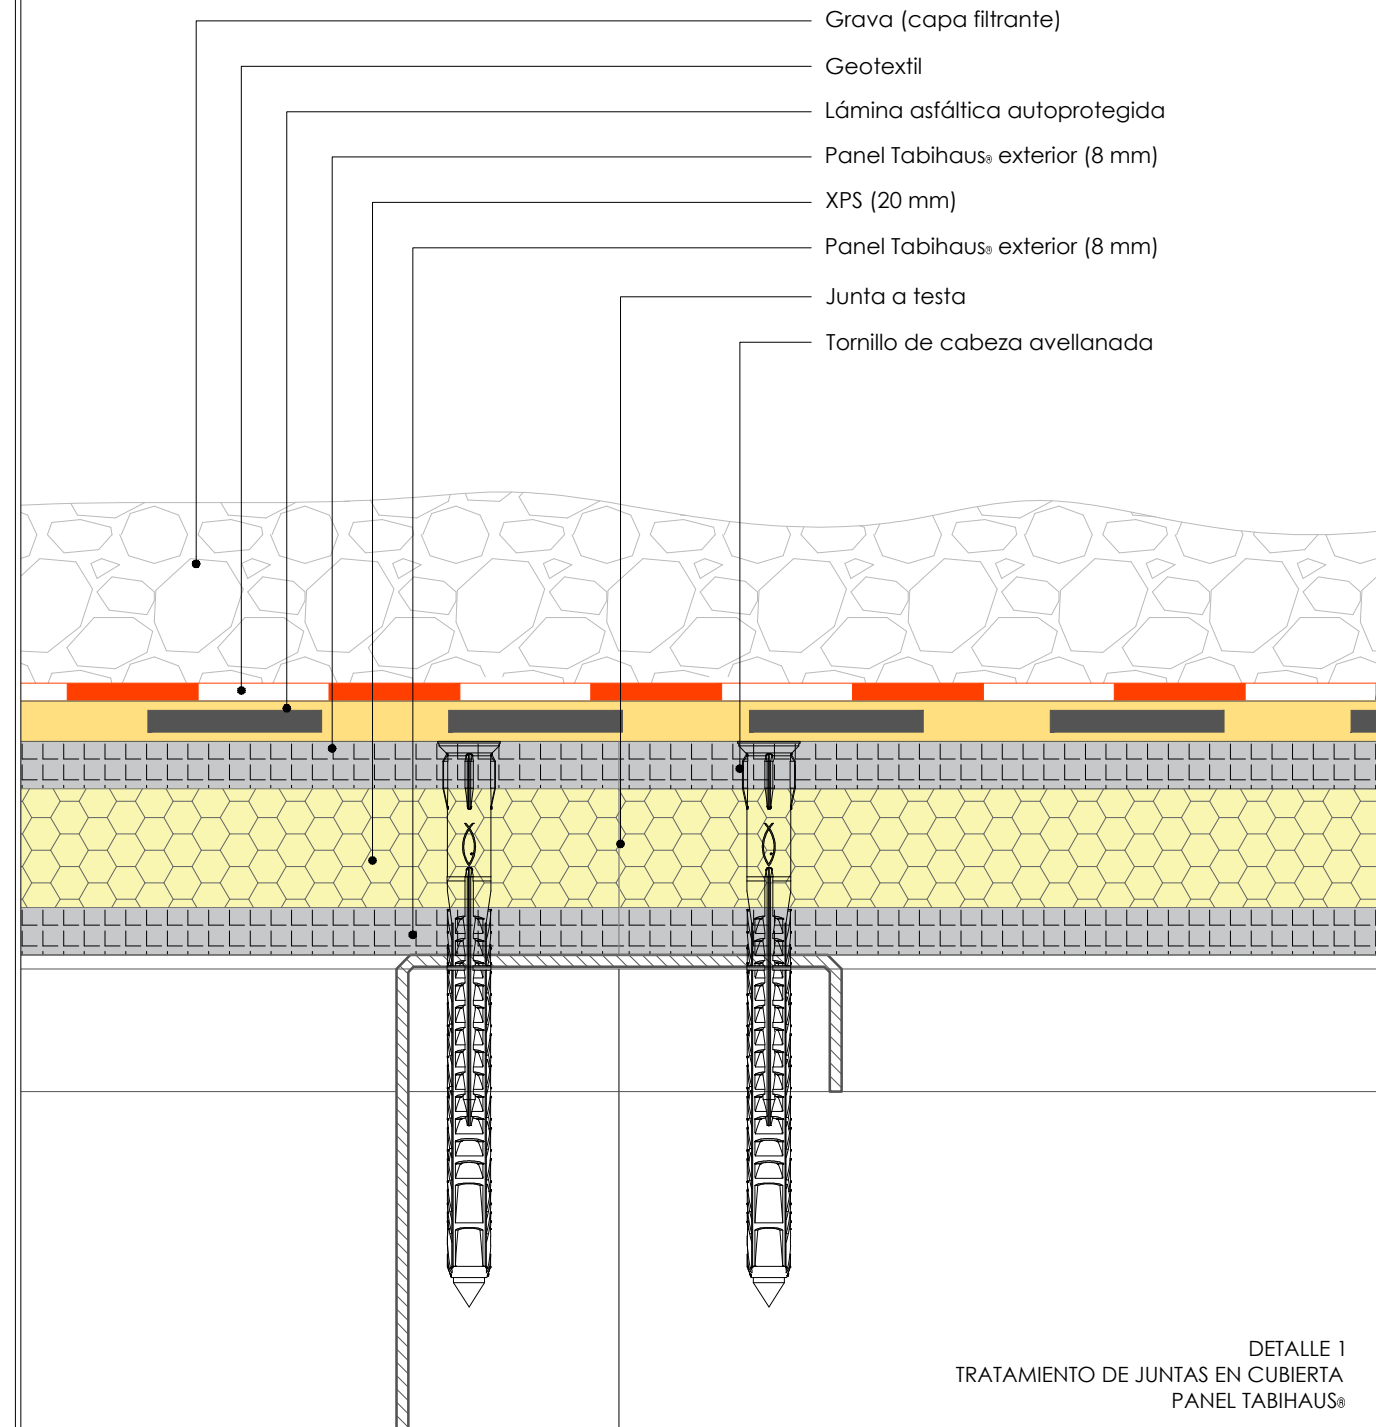 Grava (capa filtrante)
Geotextil
Lámina asfáltica autoprotegida
Panel Tabihaus® exterior (8 mm)
XPS (20 mm)
Panel Tabihaus® exterior (8 mm)
Junta a testa
Tornillo de cabeza avellanada
DETALLE 1
TRATAMIENTO DE JUNTAS EN CUBIERTA
PANEL TABIHAUS®